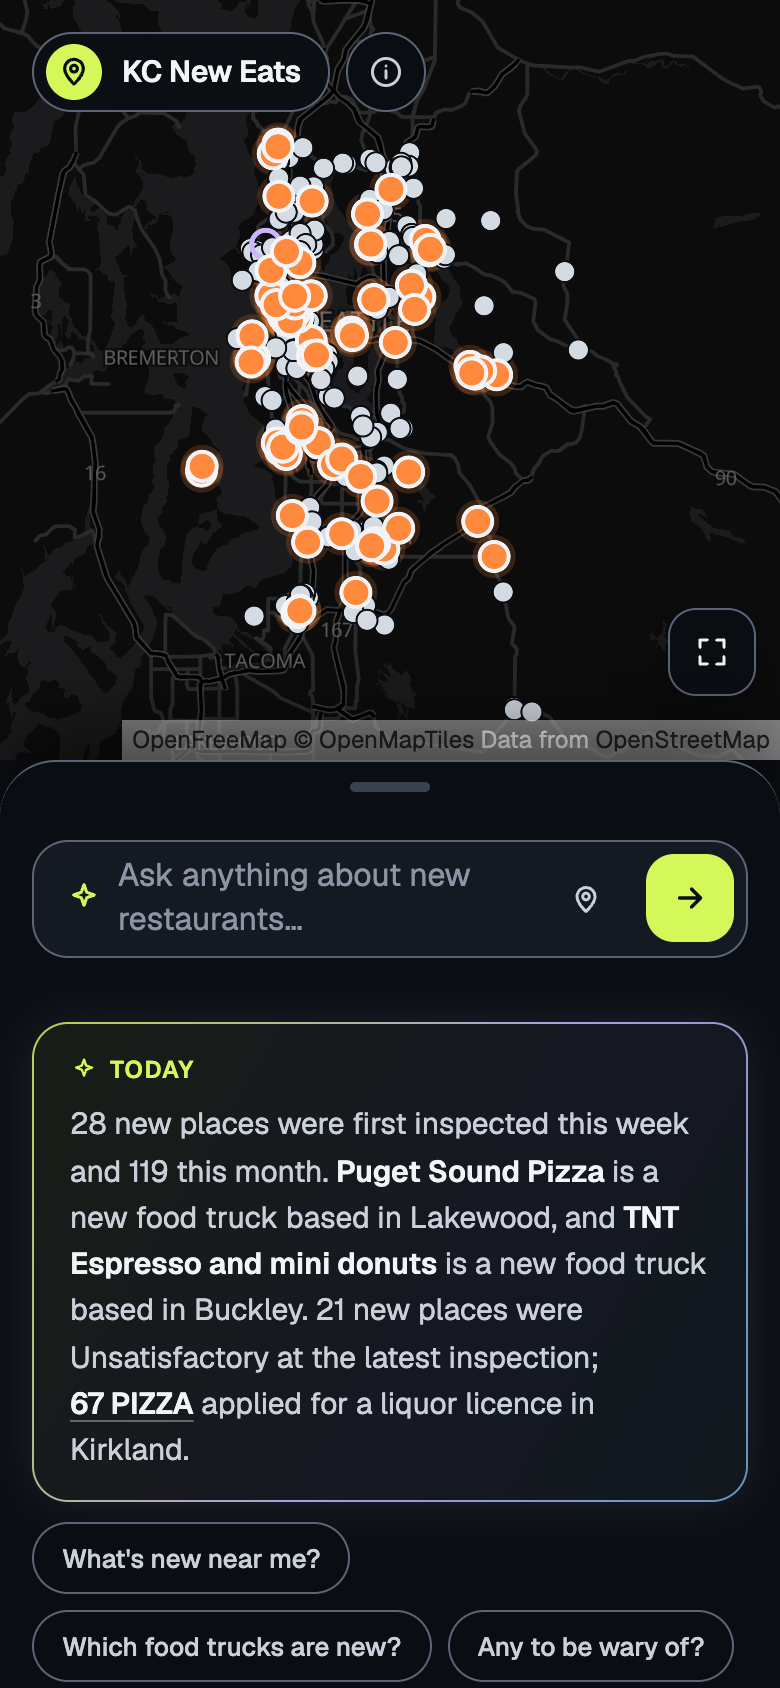 KC New Eats
3
BREMERTON
16
90
167
TACOMA
OpenFreeMap © OpenMapTiles Data from OpenStreetMap
Ask anything about new
restaurants…
TODAY
28 new places were first inspected this week
and 119 this month. Puget Sound Pizza is a
new food truck based in Lakewood, and TNT
Espresso and mini donuts is a new food truck
based in Buckley. 21 new places were
Unsatisfactory at the latest inspection;
67 PIZZA applied for a liquor licence in
Kirkland.
What's new near me?
Which food trucks are new?
Any to be wary of?